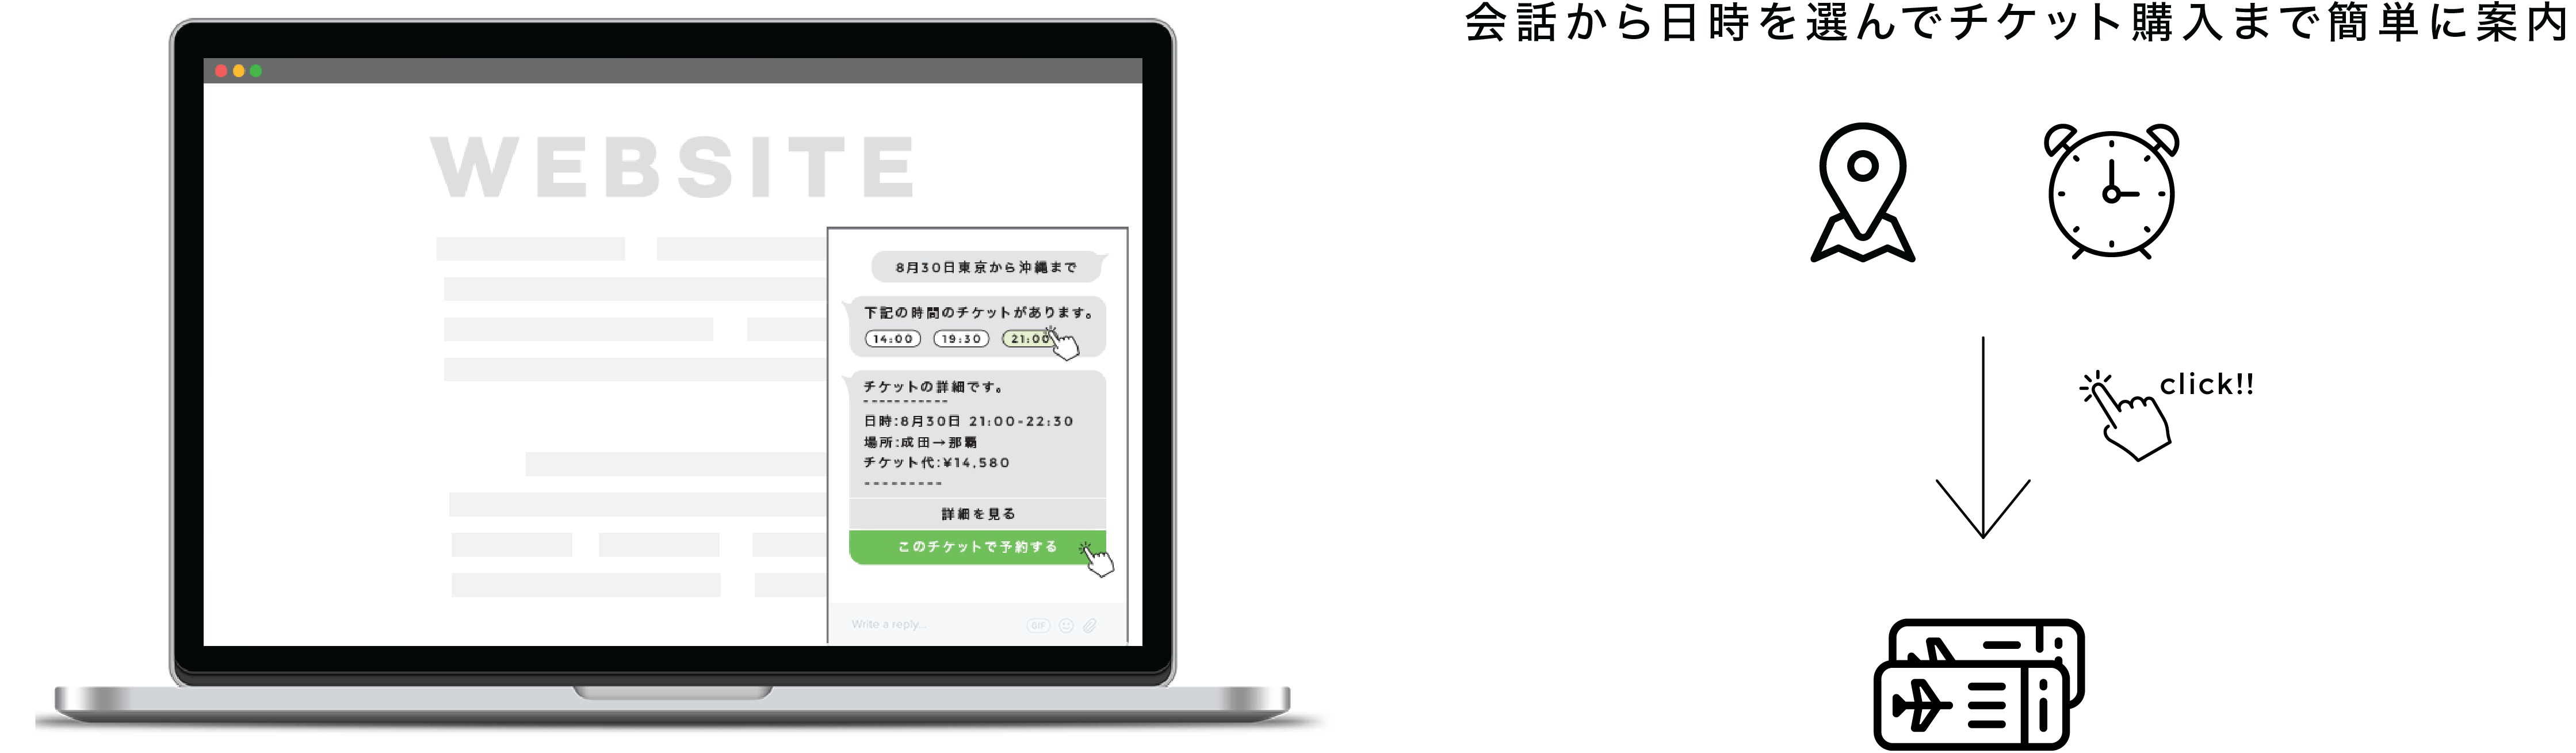 会話から日時を選んでチケット購入まで簡単に案内
WEBSITE
8月30日東京から沖縄まで
下記の時間のチケットがあります。
14:00 19:30 21:00
チケットの詳細です。
-----------
日時:8月30日 21:00-22:30
場所:成田→那覇
チケット代:¥14,580
---------
詳細を見る
このチケットで予約する
Write a reply...
GIF
click!!